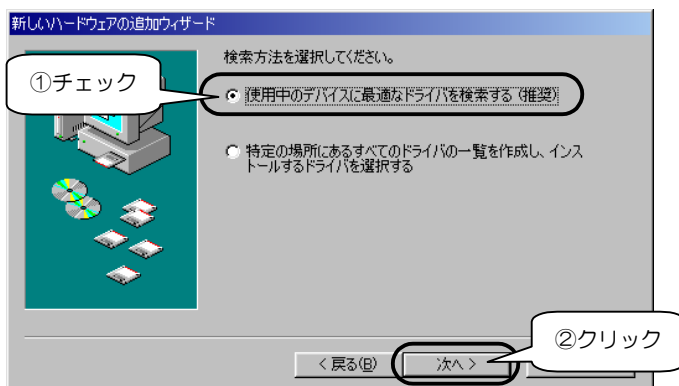 新しいハードウェアの追加ウィザード
検索方法を選択してください。
①チェック
使用中のデバイスに最適なドライバを検索する (推奨)
特定の場所にあるすべてのドライバの一覧を作成し、インス
トールするドライバを選択する
②クリック
< 戻る(B)
次へ >